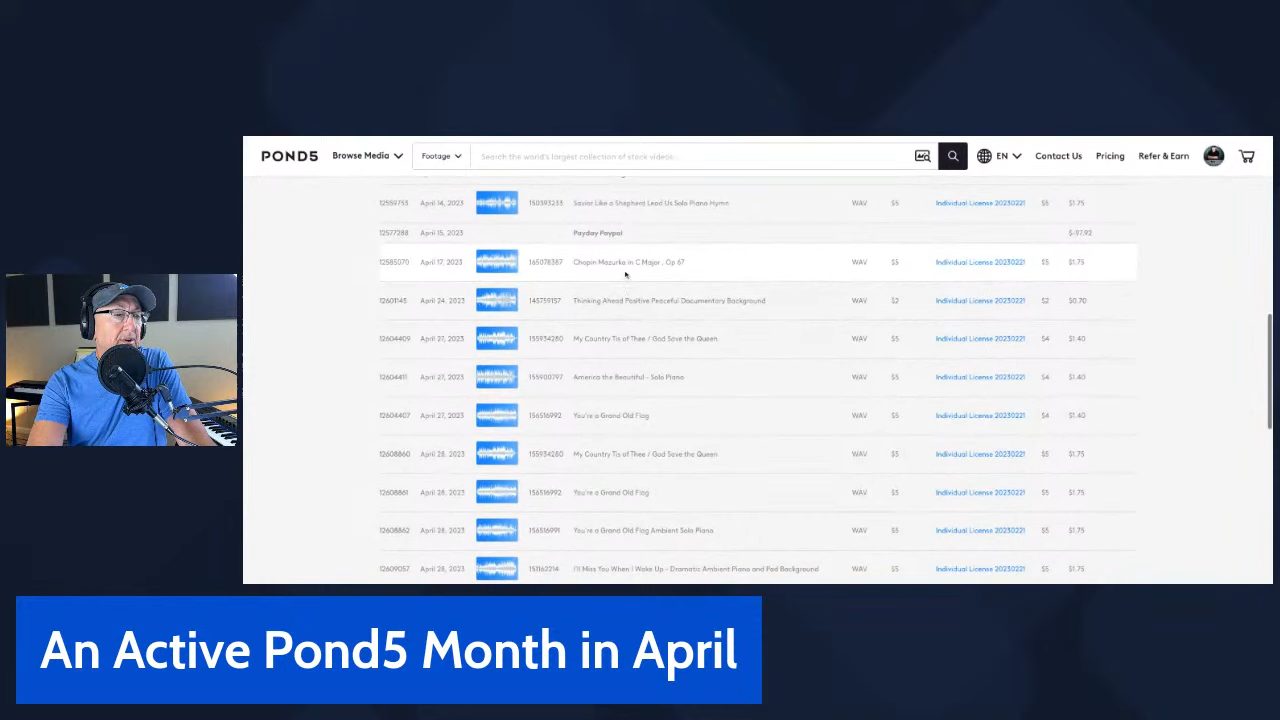 POND5 Browse Media Footage Search the world's largest collection of stock videos... EN Contact Us Pricing Refer & Earn
12559753 April 14, 2023 150393233 Savior Like a Shepherd Lead Us Solo Piano Hymn WAV $5 Individual License 20230221 $5 $1.75
12577288 April 15, 2023 Payday Paypal $-97.92
12585070 April 17, 2023 165078387 Chopin Mazurka in C Major , Op 67 WAV $5 Individual License 20230221 $5 $1.75
12601145 April 24, 2023 145759157 Thinking Ahead Positive Peaceful Documentary Background WAV $2 Individual License 20230221 $2 $0.70
12604409 April 27, 2023 155934280 My Country Tis of Thee / God Save the Queen WAV $5 Individual License 20230221 $4 $1.40
12604411 April 27, 2023 155900797 America the Beautiful - Solo Piano WAV $5 Individual License 20230221 $4 $1.40
12604407 April 27, 2023 156516992 You're a Grand Old Flag WAV $5 Individual License 20230221 $4 $1.40
12608860 April 28, 2023 155934280 My Country Tis of Thee / God Save the Queen WAV $5 Individual License 20230221 $5 $1.75
12608861 April 28, 2023 156516992 You're a Grand Old Flag WAV $5 Individual License 20230221 $5 $1.75
12608862 April 28, 2023 156516991 You're a Grand Old Flag Ambient Solo Piano WAV $5 Individual License 20230221 $5 $1.75
12609057 April 28, 2023 151162214 I'll Miss You When I Wake Up - Dramatic Ambient Piano and Pad Background WAV $5 Individual License 20230221 $5 $1.75
An Active Pond5 Month in April